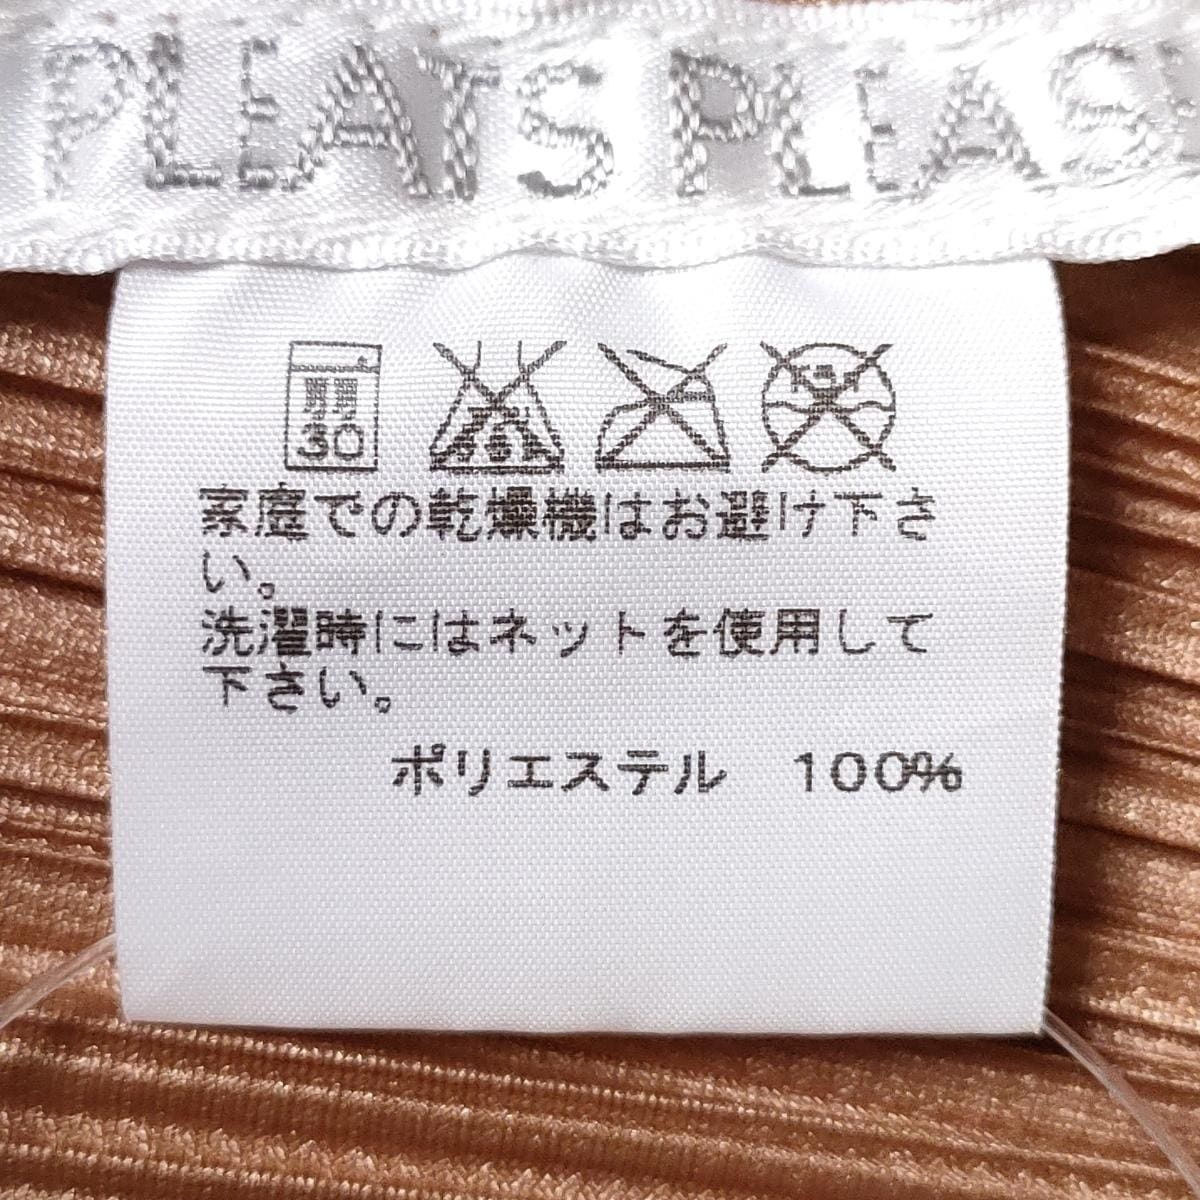 PLEATS PLEAS
弱
30
家庭での乾燥機はお避け下さ
い。
洗濯時にはネットを使用して
下さい。
ポリエステル 100%